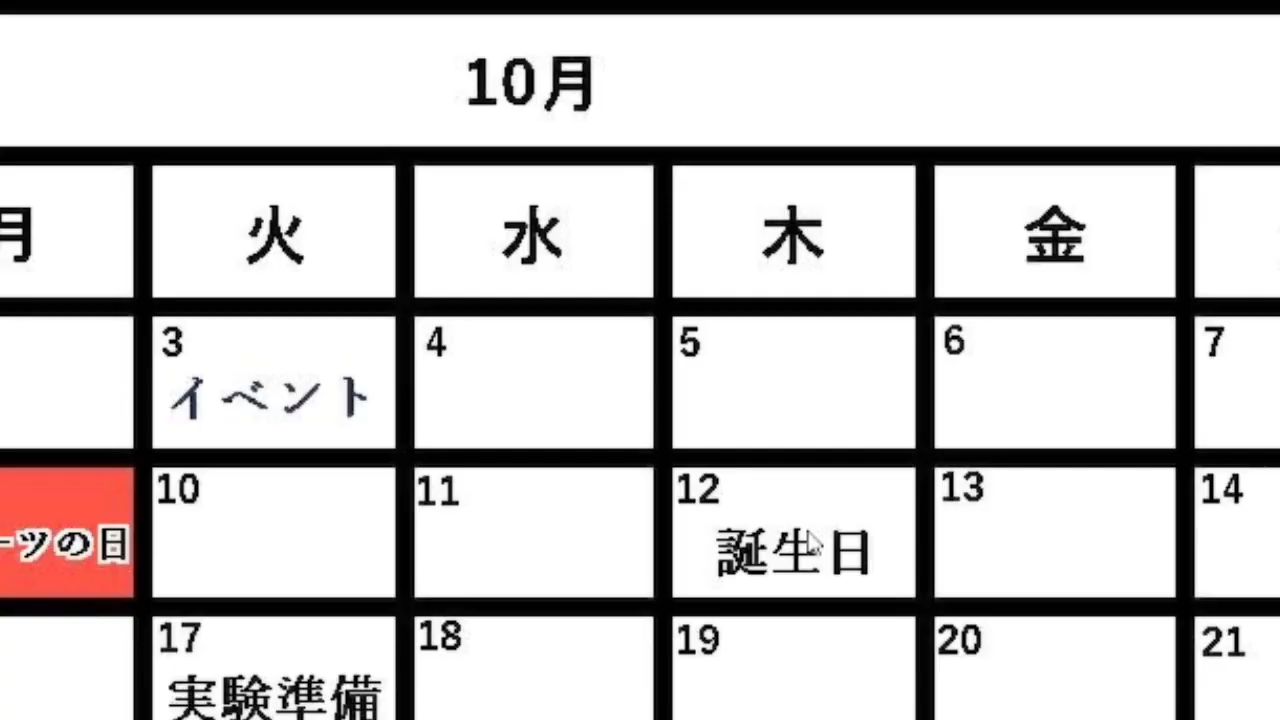 10月
月 火 水 木 金
3 4 5 6 7
イベント
10 11 12 13 14
ーツの日 誕生日
17 18 19 20 21
実験準備